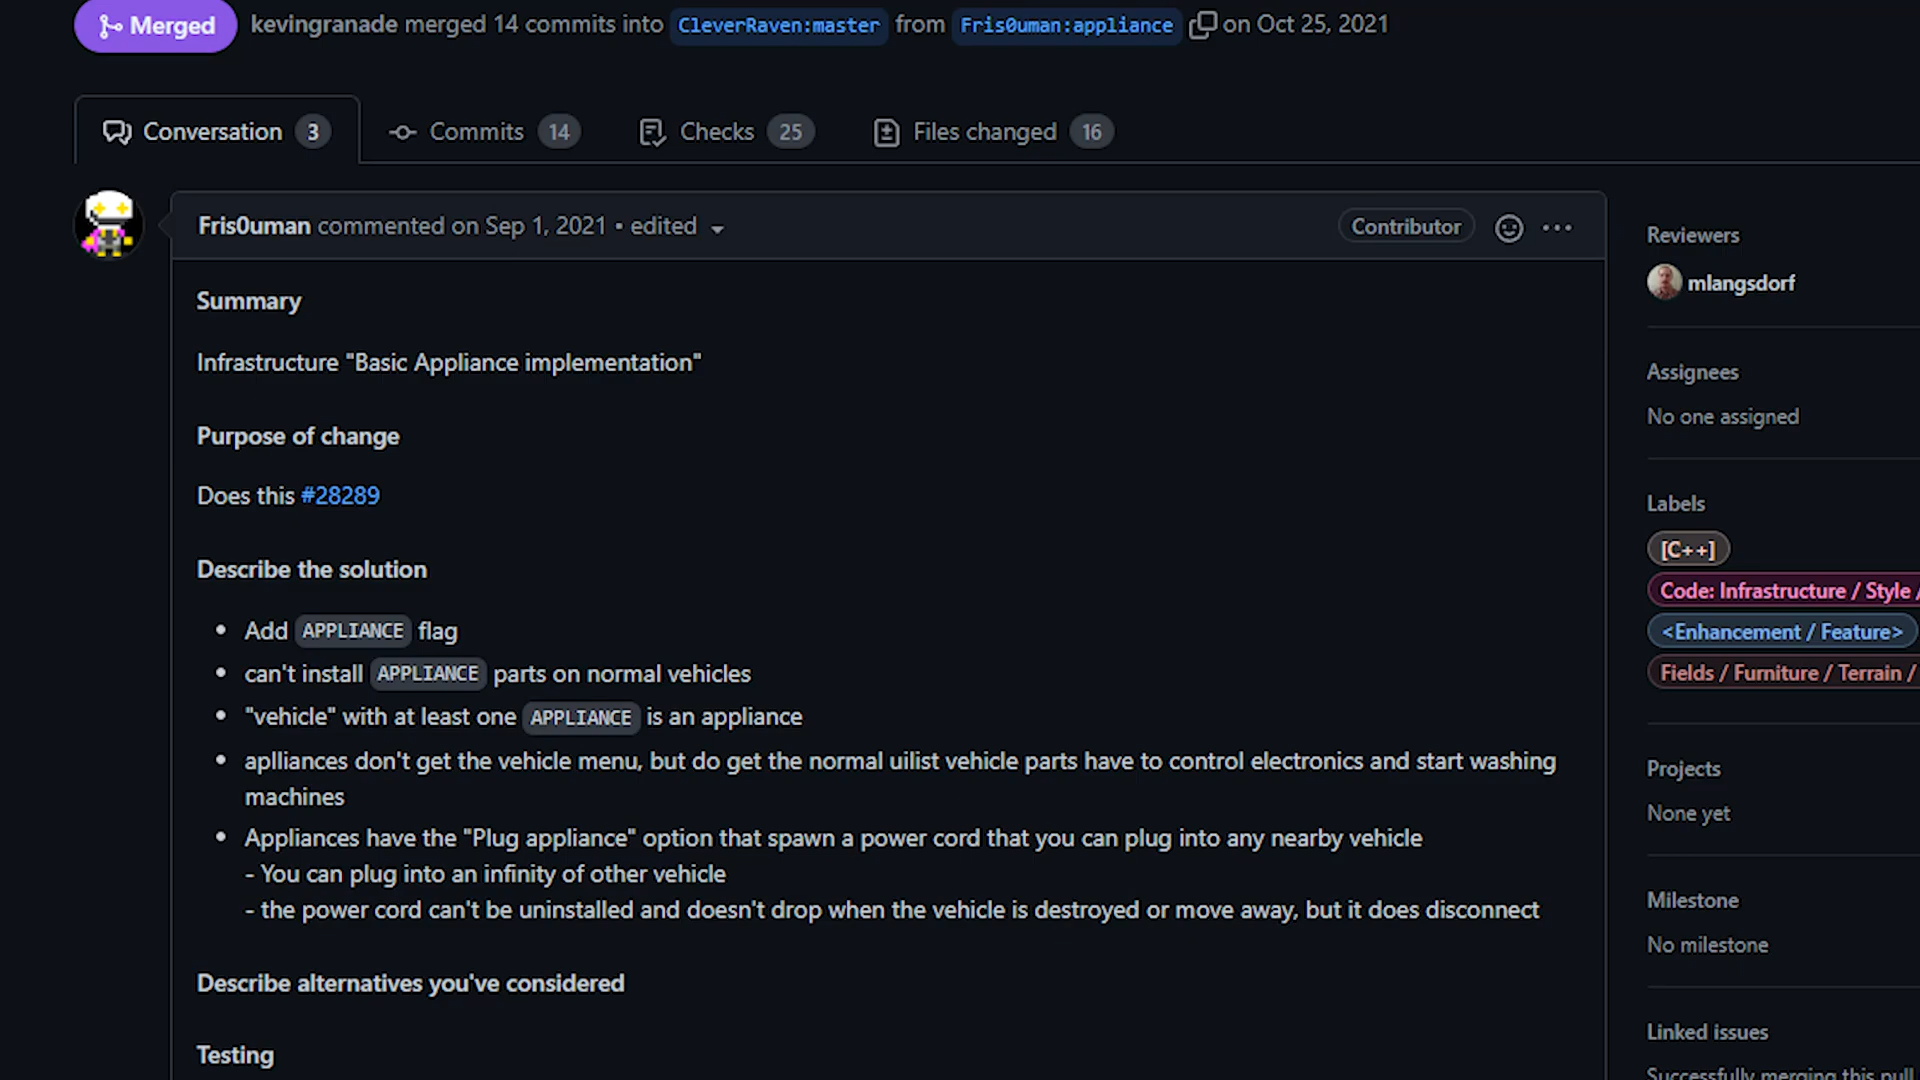 Merged kevingranade merged 14 commits into CleverRaven:master from Fris0uman:appliance on Oct 25, 2021
Conversation 3 Commits 14 Checks 25 Files changed 16
Fris0uman commented on Sep 1, 2021 • edited Contributor
Summary
Infrastructure "Basic Appliance implementation"
Purpose of change
Does this #28289
Describe the solution
• Add APPLIANCE flag
• can't install APPLIANCE parts on normal vehicles
• "vehicle" with at least one APPLIANCE is an appliance
• aplliances don't get the vehicle menu, but do get the normal uilist vehicle parts have to control electronics and start washing
machines
• Appliances have the "Plug appliance" option that spawn a power cord that you can plug into any nearby vehicle
- You can plug into an infinity of other vehicle
- the power cord can't be uninstalled and doesn't drop when the vehicle is destroyed or move away, but it does disconnect
Describe alternatives you've considered
Testing
Reviewers
mlangsdorf
Assignees
No one assigned
Labels
[C++]
Code: Infrastructure / Style /
<Enhancement / Feature>
Fields / Furniture / Terrain /
Projects
None yet
Milestone
No milestone
Linked issues
Successfully merging this pull